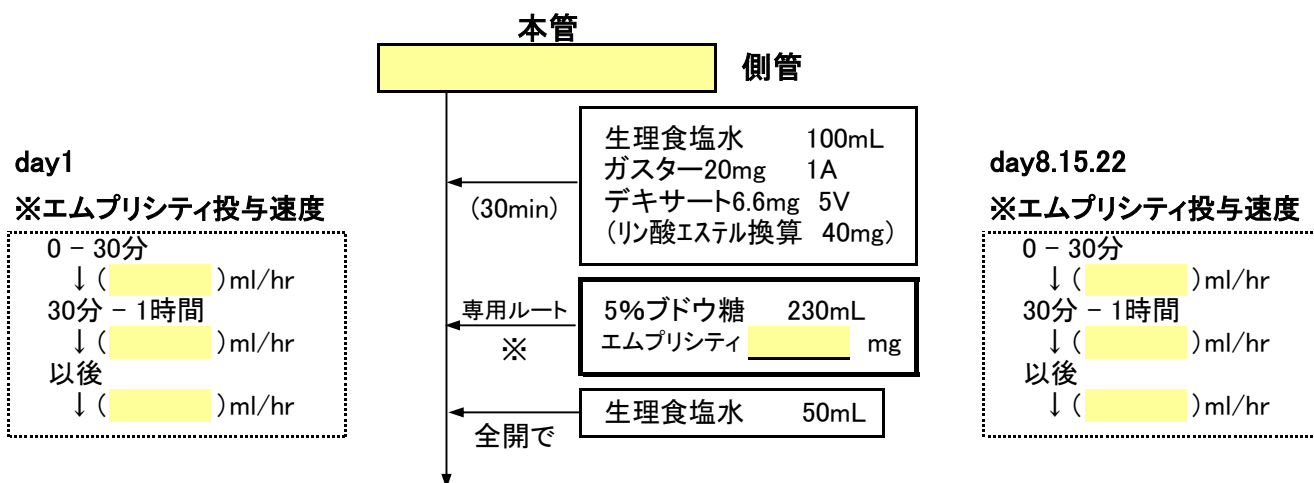 本管
側管
生理食塩水 100mL
ガスター20mg 1A
デキサート6.6mg 5V
(リン酸エステル換算 40mg)
(30min)
day1
※エムプリシティ投与速度
0 - 30分
↓ ( )ml/hr
30分 - 1時間
↓ ( )ml/hr
以後
↓ ( )ml/hr
専用ルート
※
5%ブドウ糖 230mL
エムプリシティ mg
生理食塩水 50mL
全開で
day8.15.22
※エムプリシティ投与速度
0 - 30分
↓ ( )ml/hr
30分 - 1時間
↓ ( )ml/hr
以後
↓ ( )ml/hr